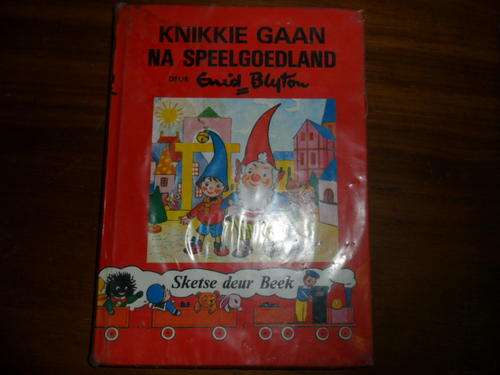 KNIKKIE GAAN
NA SPEELGOEDLAND
DEUR Enid Blyton
Sketse deur Beek